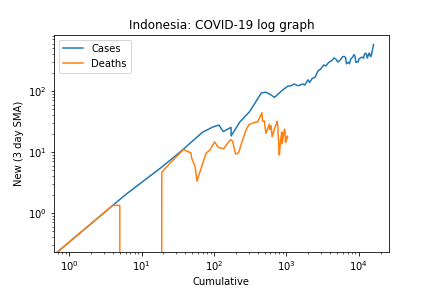 Indonesia: COVID-19 log graph
Cases
Deaths
New (3 day SMA)
10²
10¹
10⁰
10⁰ 10¹ 10² 10³ 10⁴
Cumulative